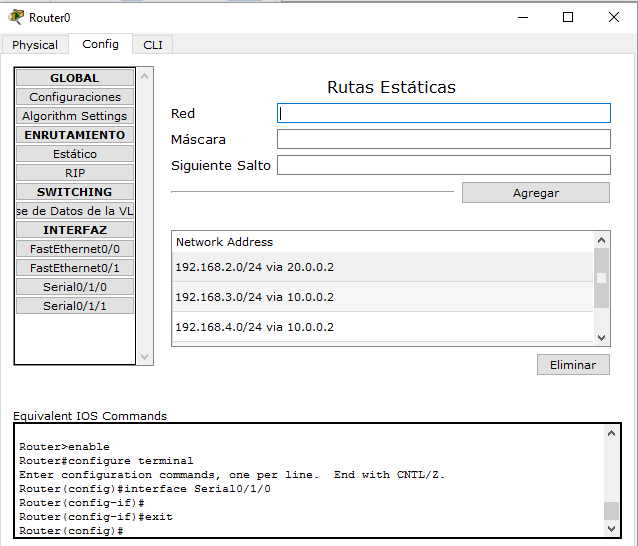 Router0
Physical
Config
CLI
GLOBAL
Configuraciones
Algorithm Settings
ENRUTAMIENTO
Estático
RIP
SWITCHING
se de Datos de la VL
INTERFAZ
FastEthernet0/0
FastEthernet0/1
Serial0/1/0
Serial0/1/1
Rutas Estáticas
Red
Máscara
Siguiente Salto
Agregar
Network Address
192.168.2.0/24 via 20.0.0.2
192.168.3.0/24 via 10.0.0.2
192.168.4.0/24 via 10.0.0.2
Eliminar
Equivalent IOS Commands
Router>enable
Router#configure terminal
Enter configuration commands, one per line.  End with CNTL/Z.
Router(config)#interface Serial0/1/0
Router(config-if)#
Router(config-if)#exit
Router(config)#